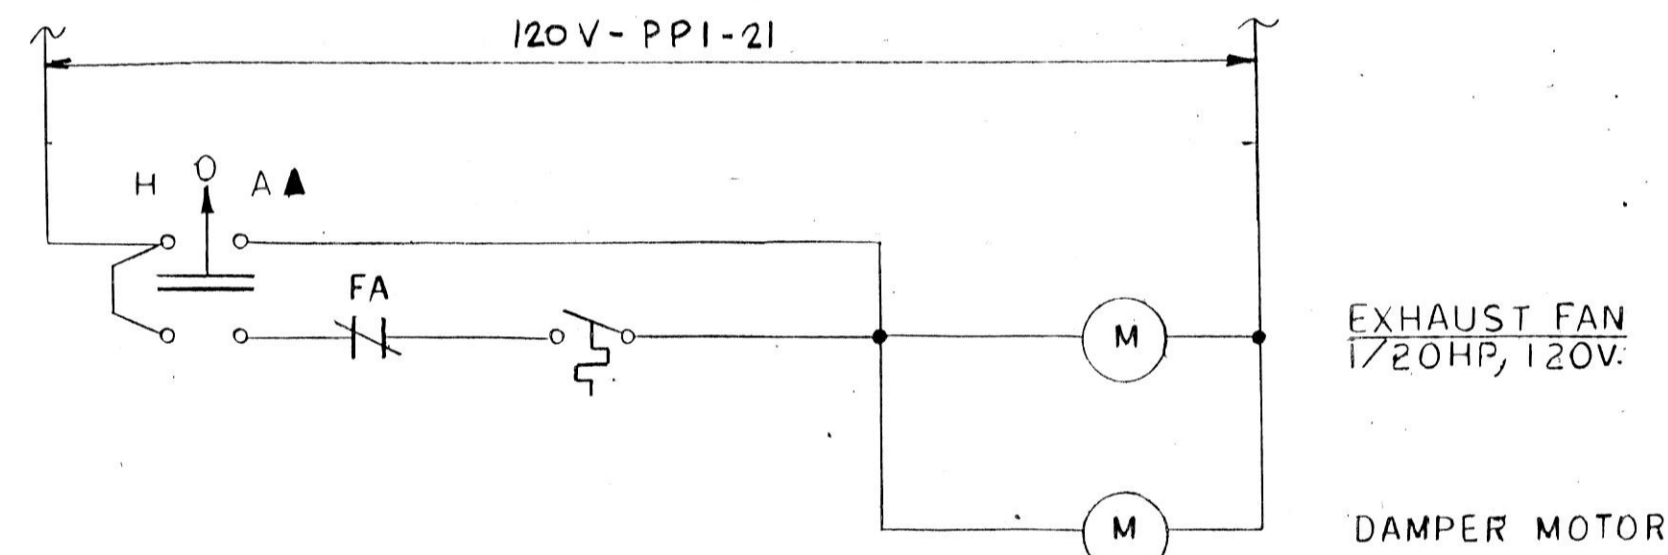 120V-PP1-21
H O A
FA
M
EXHAUST FAN
1/20HP, 120V.
M
DAMPER MOTOR